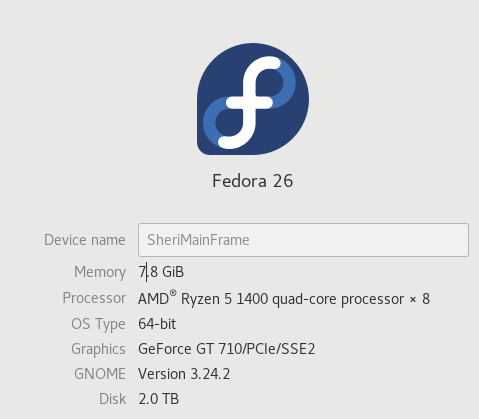 Fedora 26
Device name SheriMainFrame
Memory 7.8 GiB
Processor AMD® Ryzen 5 1400 quad-core processor × 8
OS Type 64-bit
Graphics GeForce GT 710/PCIe/SSE2
GNOME Version 3.24.2
Disk 2.0 TB